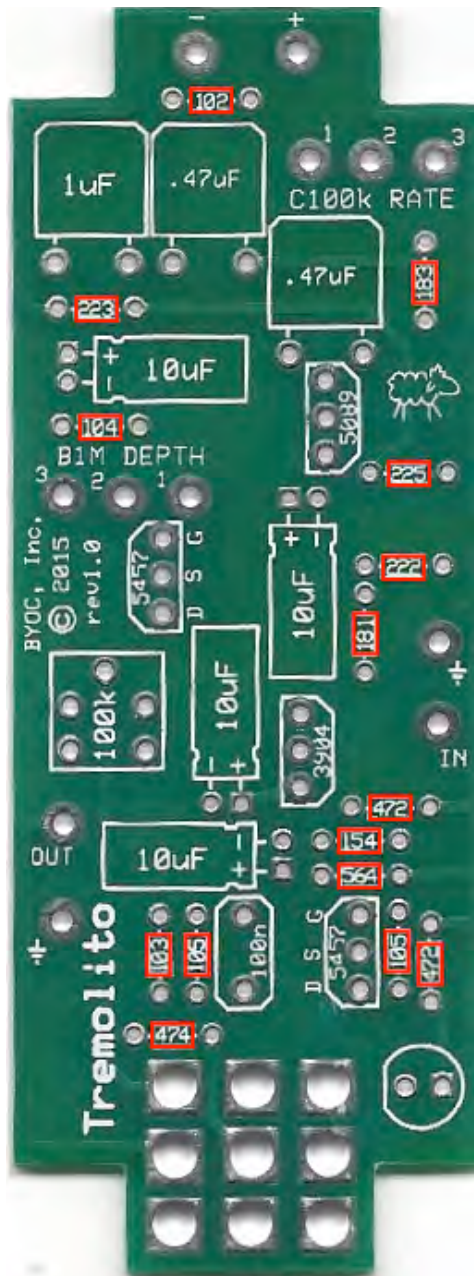 - +
102
1 2 3
1uF .47uF
C100k RATE
.47uF
183
223
+
-
10uF
104
5089
B1M DEPTH
3 2 1
225
BYOC, Inc.
© 2015
rev1.0
5457
D S G
+ -
10uF
222
181
100k
10uF
- +
3904
IN
472
OUT
154
10uF
-
+
564
Tremolito
103
105
100n
D S G
5457
105
472
474